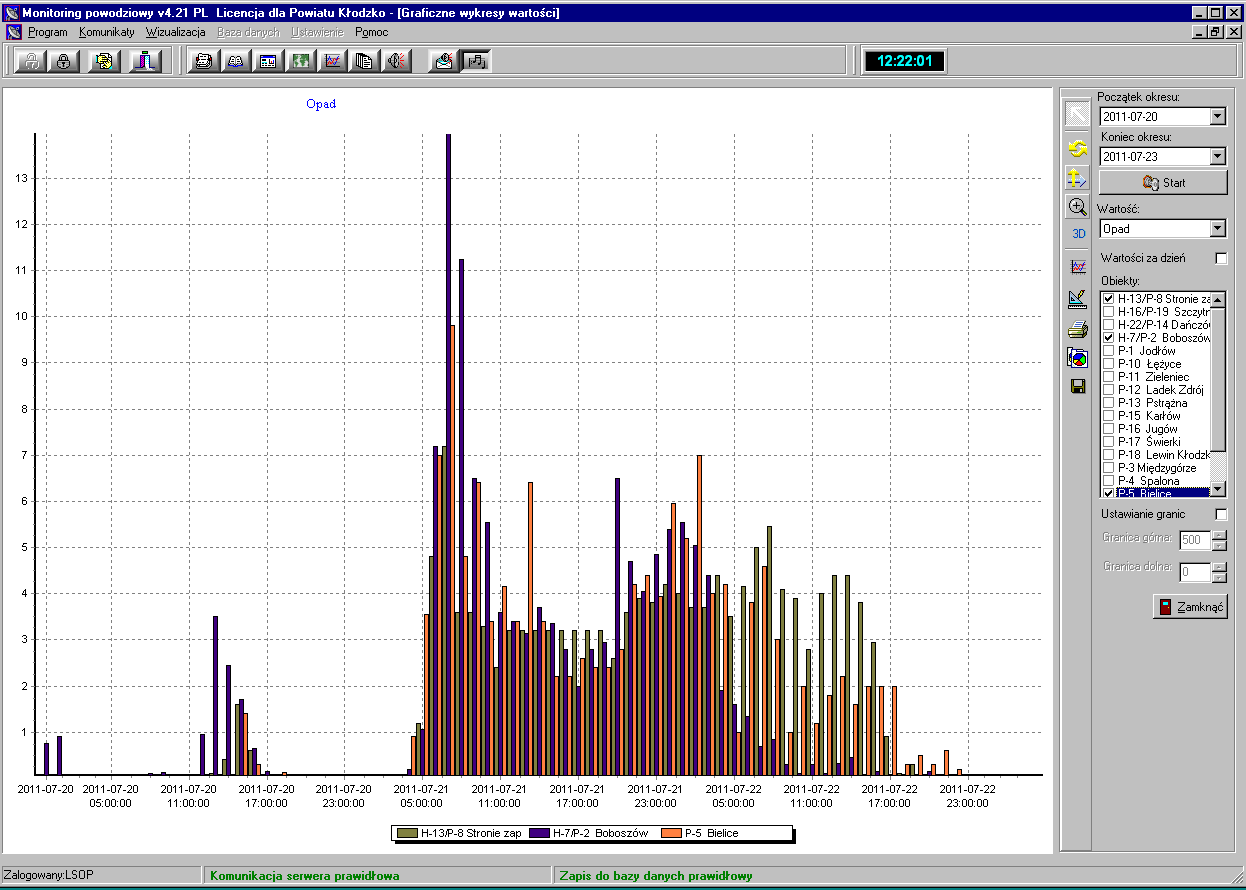 Monitoring powodziowy v4.21 PL Licencja dla Powiatu Kłodzko - [Graficzne wykresy wartości]
Program Komunikaty Wizualizacja Baza danych Ustawienie Pomoc
12:22:01
Opad
13
12
11
10
9
8
7
6
5
4
3
2
1
2011-07-20 2011-07-20 2011-07-20 2011-07-20 2011-07-20 2011-07-21 2011-07-21 2011-07-21 2011-07-21 2011-07-22 2011-07-22 2011-07-22 2011-07-22
05:00:00 11:00:00 17:00:00 23:00:00 05:00:00 11:00:00 17:00:00 23:00:00 05:00:00 11:00:00 17:00:00 23:00:00
H-13/P-8 Stronie zap H-7/P-2 Boboszów P-5 Bielice
Początek okresu:
2011-07-20
Koniec okresu:
2011-07-23
Start
Wartość:
Opad
3D
Wartości za dzień
Obiekty:
H-13/P-8 Stronie za
H-16/P-19 Szczytn
H-22/P-14 Dańczów
H-7/P-2 Boboszów
P-1 Jodłów
P-10 Łężyce
P-11 Zieleniec
P-12 Ladek Zdrój
P-13 Pstrążna
P-15 Karłów
P-16 Jugów
P-17 Świerki
P-18 Lewin Kłodzk
P-3 Międzygórze
P-4 Spalona
P-5 Bielice
Ustawianie granic
Granica górna: 500
Granica dolna: 0
Zamknąć
Zalogowany:LSOP
Komunikacja serwera prawidłowa
Zapis do bazy danych prawidłowy